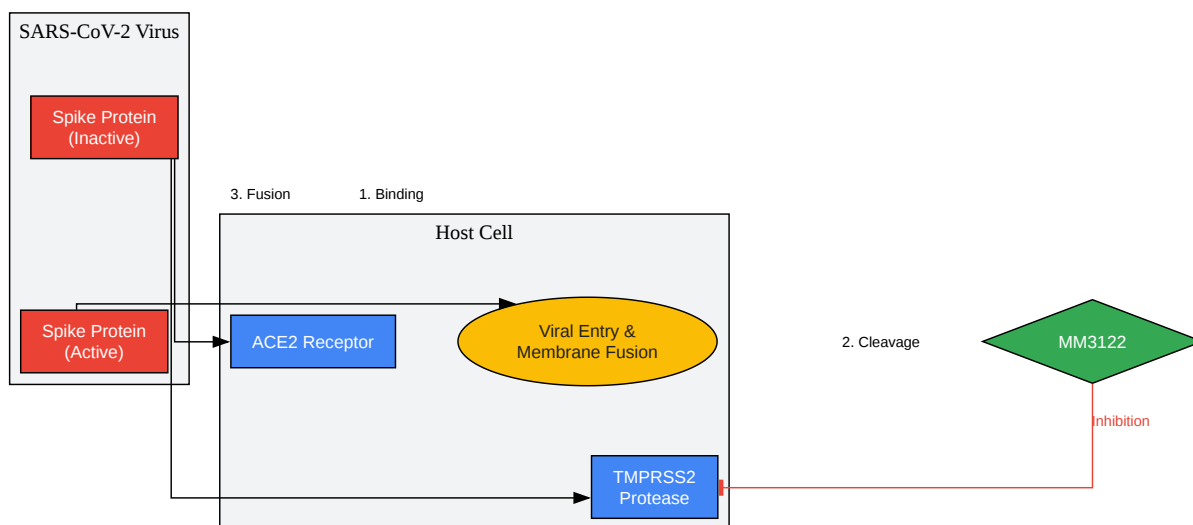 SARS-CoV-2 Virus
Spike Protein
(Inactive)
3. Fusion
1. Binding
Host Cell
Spike Protein
(Active)
ACE2 Receptor
Viral Entry &
Membrane Fusion
2. Cleavage
MM3122
Inhibition
TMPRSS2
Protease